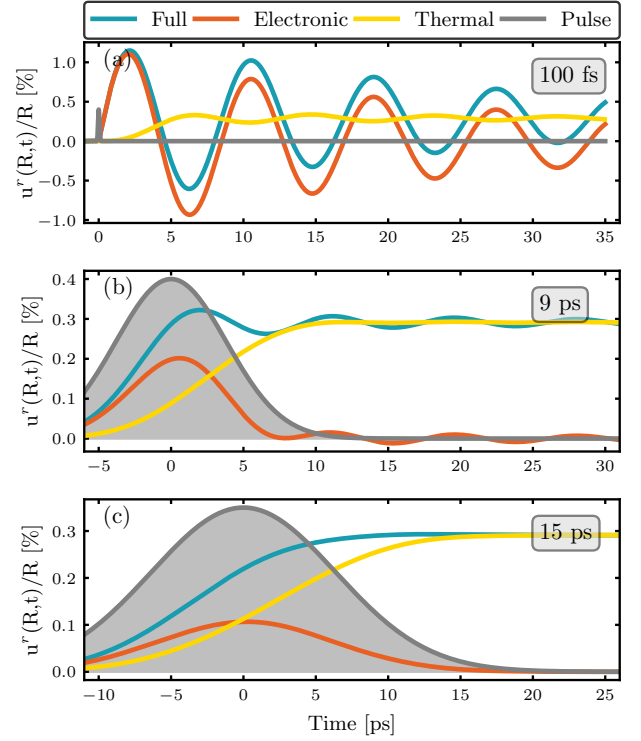 Full Electronic Thermal Pulse
(a)
100 fs
u^r(R,t)/R [%]
1.0
0.5
0.0
−0.5
−1.0
0 5 10 15 20 25 30 35
(b)
9 ps
u^r(R,t)/R [%]
0.4
0.3
0.2
0.1
0.0
−5 0 5 10 15 20 25 30
(c)
15 ps
u^r(R,t)/R [%]
0.3
0.2
0.1
0.0
−10 −5 0 5 10 15 20 25
Time [ps]